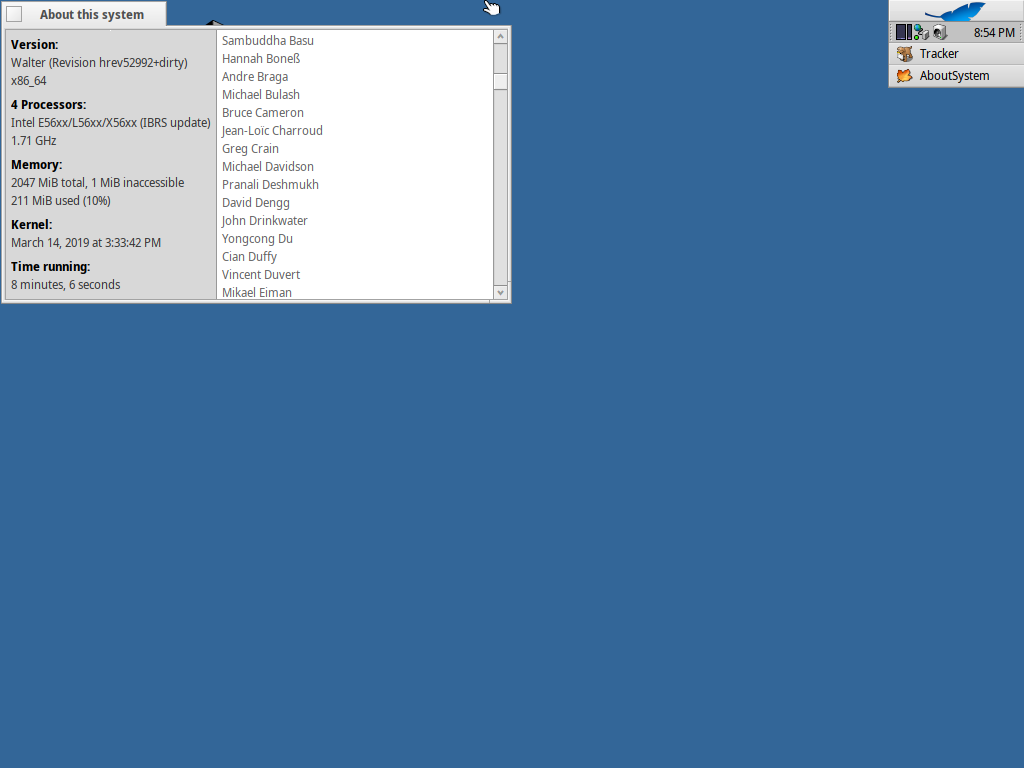 About this system
Version:
Walter (Revision hrev52992+dirty)
x86_64
4 Processors:
Intel E56xx/L56xx/X56xx (IBRS update)
1.71 GHz
Memory:
2047 MiB total, 1 MiB inaccessible
211 MiB used (10%)
Kernel:
March 14, 2019 at 3:33:42 PM
Time running:
8 minutes, 6 seconds
Sambuddha Basu
Hannah Boneß
Andre Braga
Michael Bulash
Bruce Cameron
Jean-Loïc Charroud
Greg Crain
Michael Davidson
Pranali Deshmukh
David Dengg
John Drinkwater
Yongcong Du
Cian Duffy
Vincent Duvert
Mikael Eiman
8:54 PM
Tracker
AboutSystem